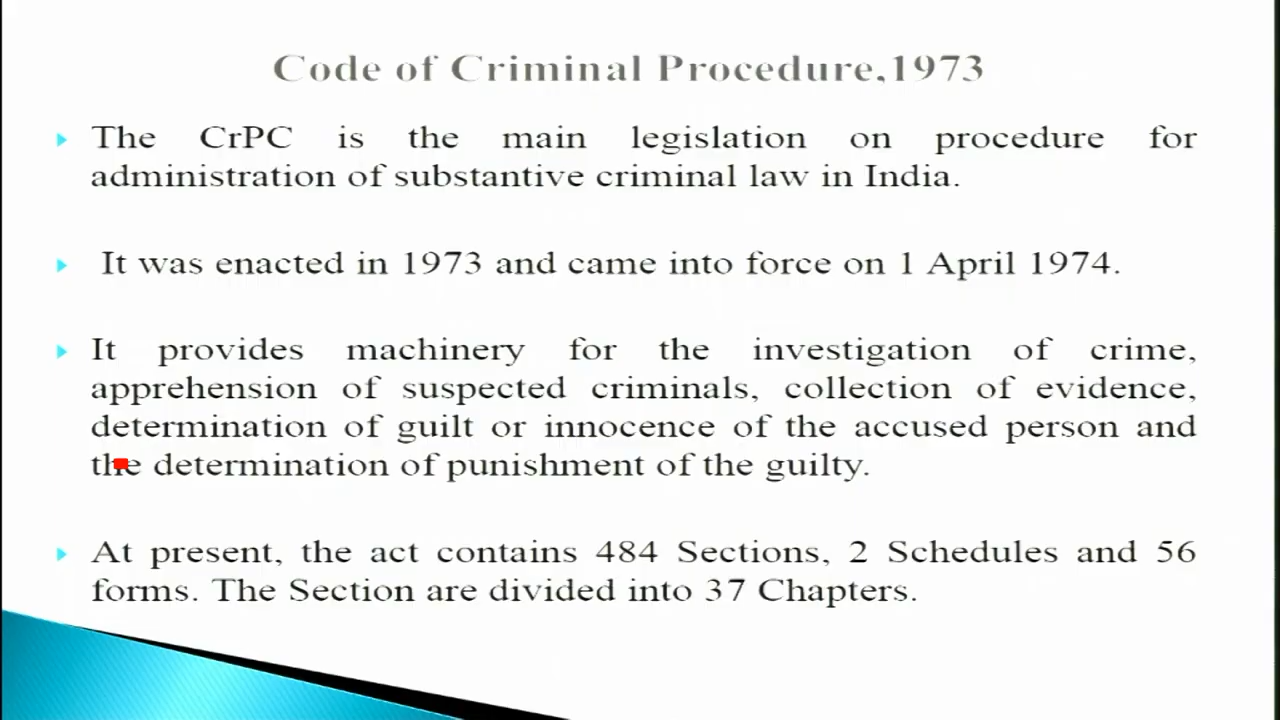 Code of Criminal Procedure,1973
The CrPC is the main legislation on procedure for
administration of substantive criminal law in India.
It was enacted in 1973 and came into force on 1 April 1974.
It provides machinery for the investigation of crime,
apprehension of suspected criminals, collection of evidence,
determination of guilt or innocence of the accused person and
the determination of punishment of the guilty.
At present, the act contains 484 Sections, 2 Schedules and 56
forms. The Section are divided into 37 Chapters.